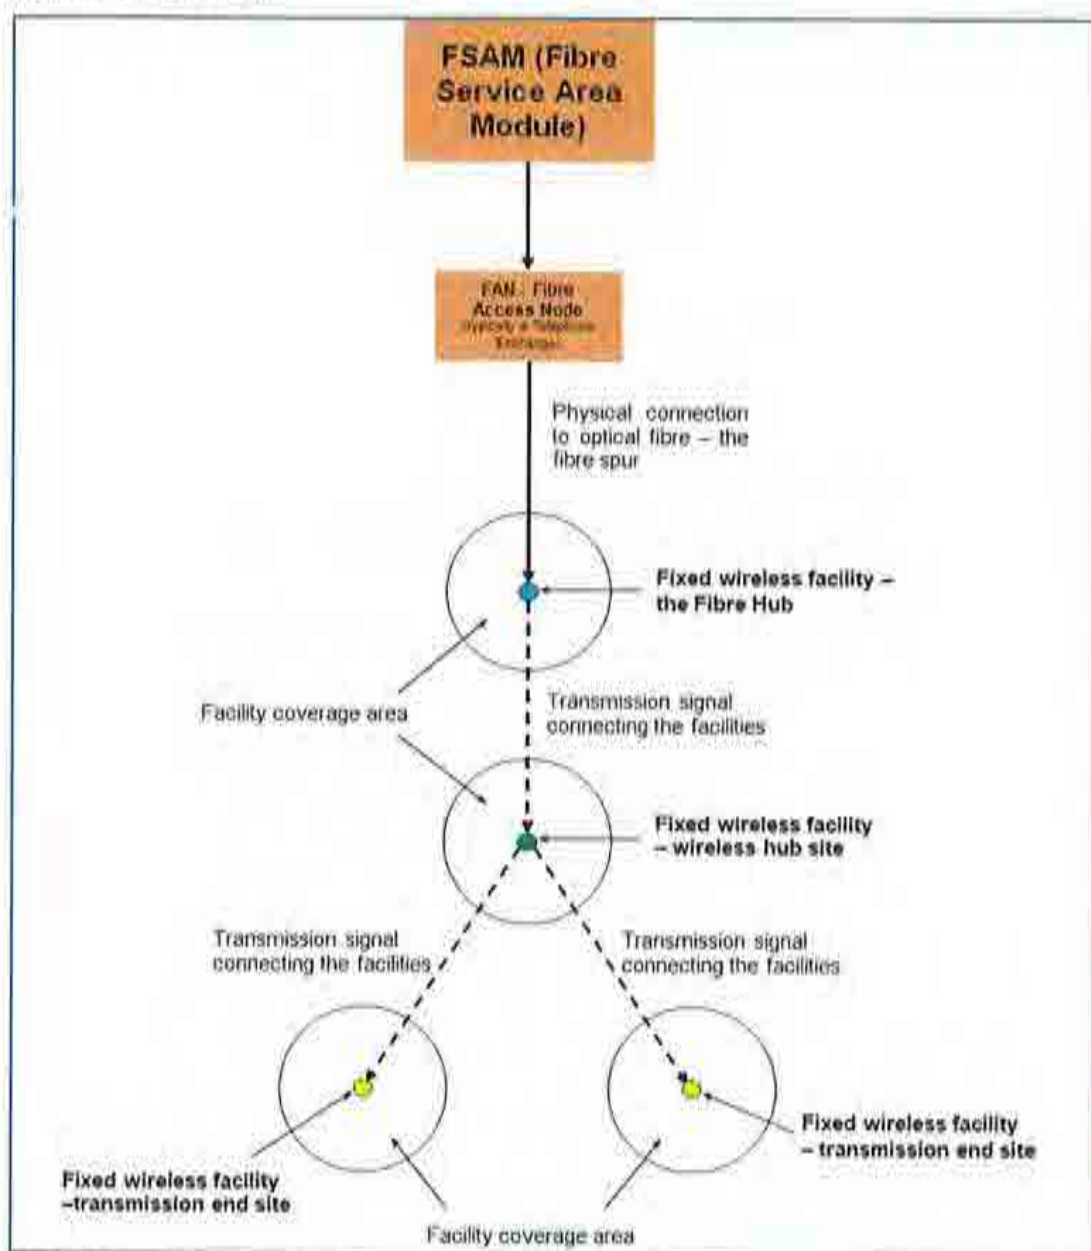 FSAM (Fibre
Service Area
Module)
FAN - Fibre
Access Node
Exchange)
Physical connection
to optical fibre – the
fibre spur
Fixed wireless facility –
the Fibre Hub
Facility coverage area
Transmission signal
connecting the facilities
Fixed wireless facility
– wireless hub site
Transmission signal
connecting the facilities
Transmission signal
connecting the facilities
Fixed wireless facility
– transmission end site
Fixed wireless facility
–transmission end site
Facility coverage area